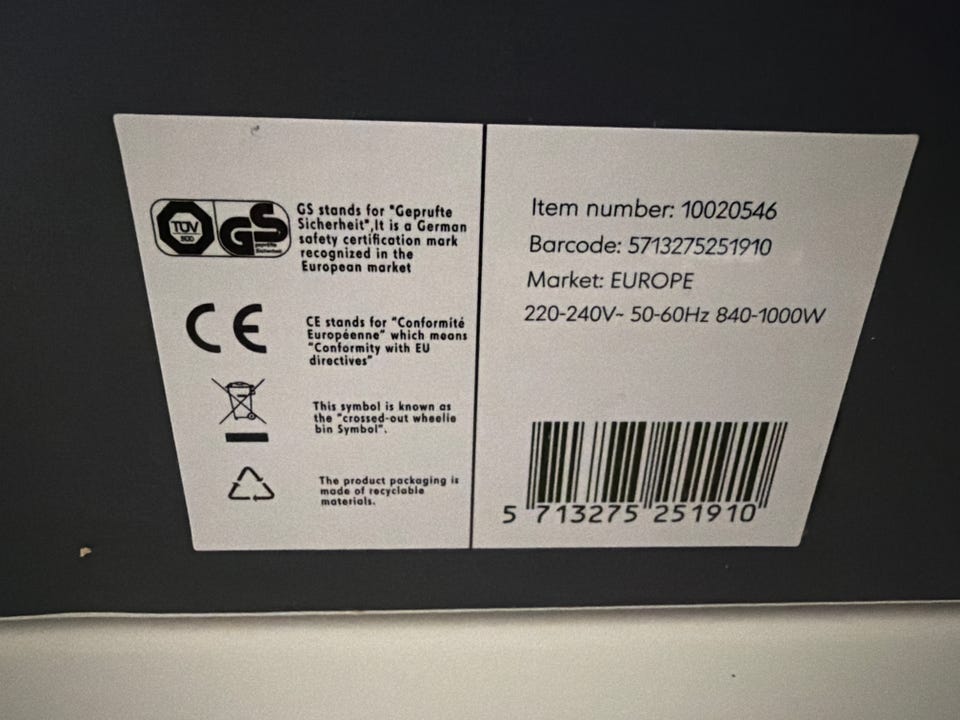 TÜV
SÜD
GS
geprüfte
Sicherheit
GS stands for "Geprufte
Sicherheit",It is a German
safety certification mark
recognized in the
European market
CE
CE stands for "Conformité
Européenne" which means
"Conformity with EU
directives"
This symbol is known as
the "crossed-out wheelie
bin Symbol".
The product packaging is
made of recyclable
materials.
Item number: 10020546
Barcode: 5713275251910
Market: EUROPE
220-240V~ 50-60Hz 840-1000W
5 713275 251910